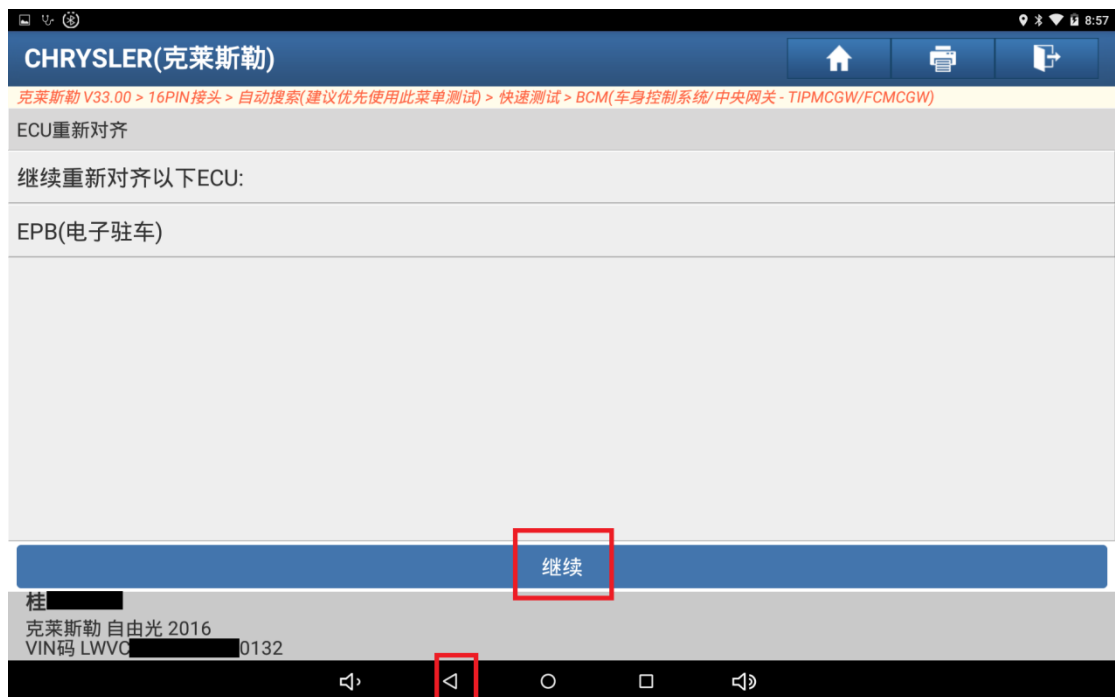 8:57
CHRYSLER(克莱斯勒)
克莱斯勒 V33.00 > 16PIN接头 > 自动搜索(建议优先使用此菜单测试) > 快速测试 > BCM(车身控制系统/中央网关 - TIPMCGW/FCMCGW)
ECU重新对齐
继续重新对齐以下ECU:
EPB(电子驻车)
继续
桂
克莱斯勒 自由光 2016
VIN码 LWVC 0132